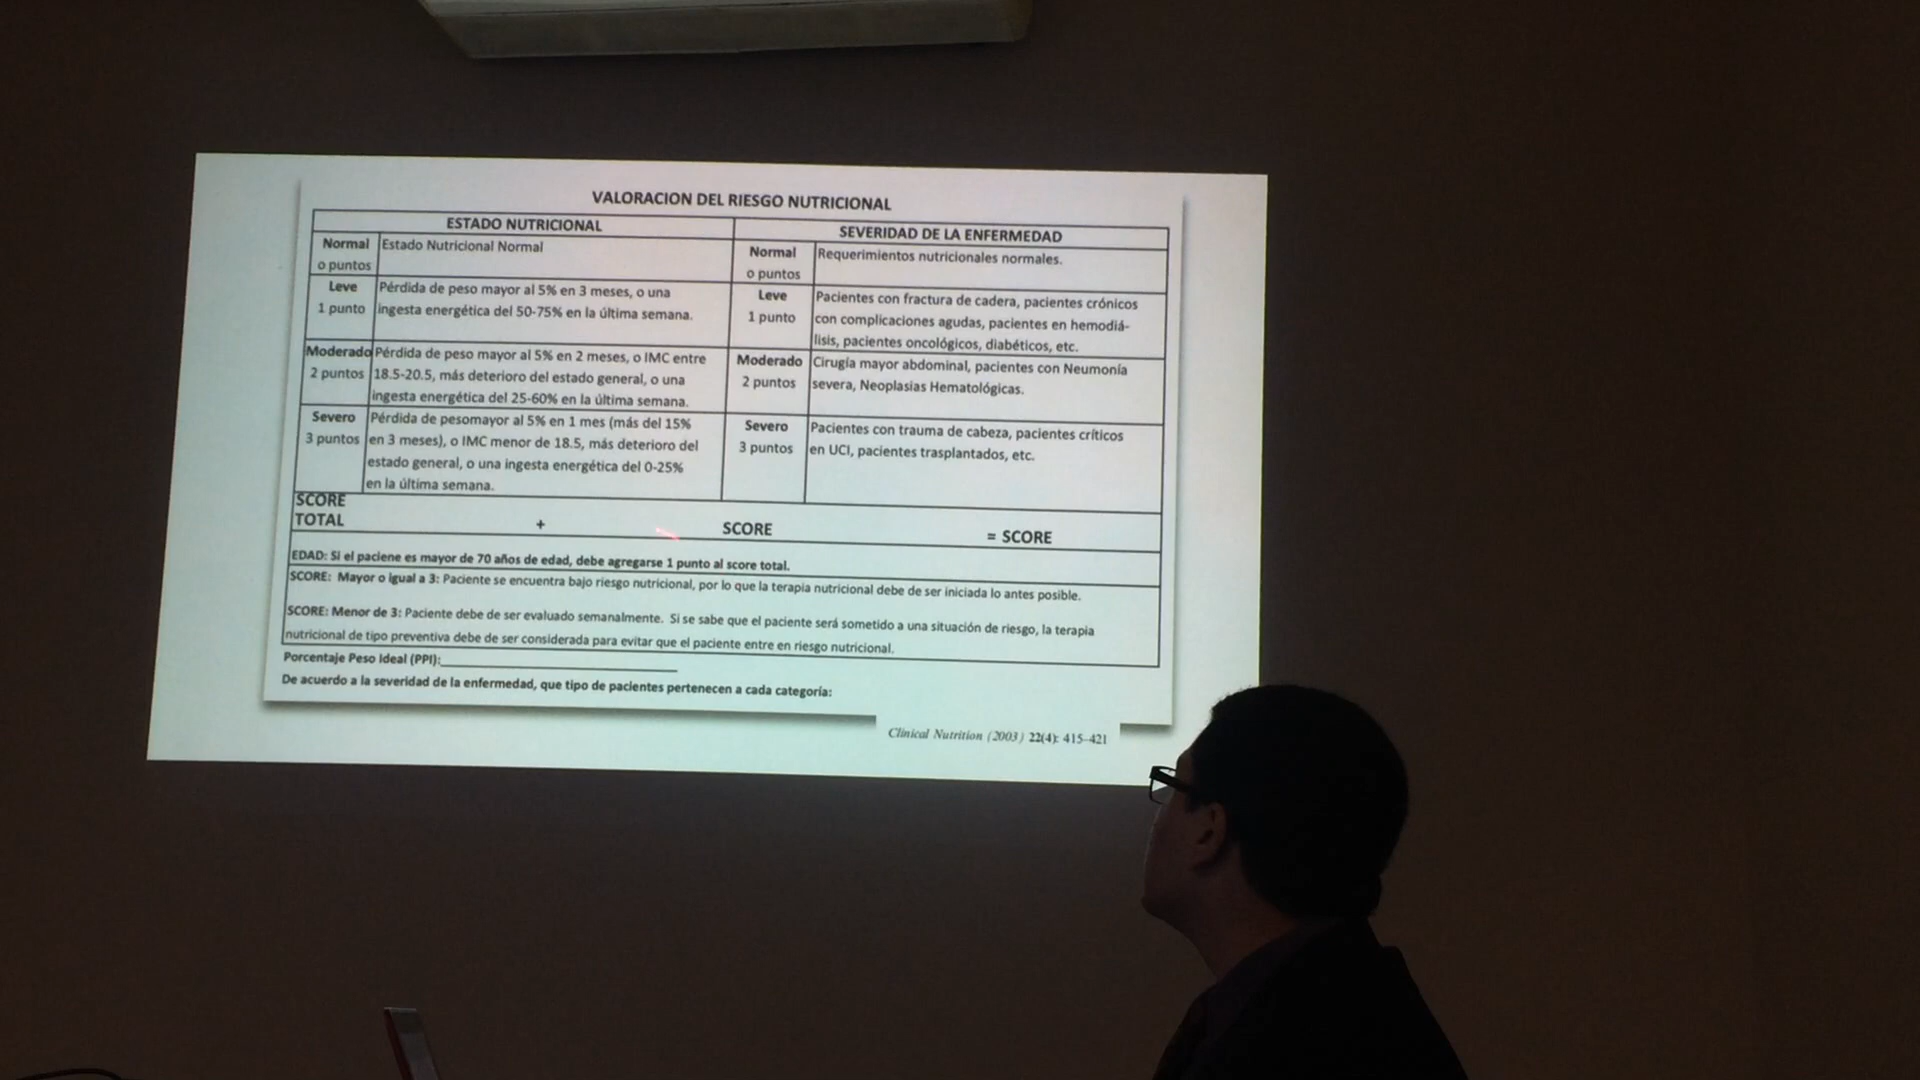 VALORACION DEL RIESGO NUTRICIONAL
ESTADO NUTRICIONAL
Normal
o puntos
Estado Nutricional Normal
Leve
1 punto
Pérdida de peso mayor al 5% en 3 meses, o una
ingesta energética del 50-75% en la última semana.
Moderado
2 puntos
Pérdida de peso mayor al 5% en 2 meses, o IMC entre
18.5-20.5, más deterioro del estado general, o una
ingesta energética del 25-60% en la última semana.
Severo
3 puntos
Pérdida de pesomayor al 5% en 1 mes (más del 15%
en 3 meses), o IMC menor de 18.5, más deterioro del
estado general, o una ingesta energética del 0-25%
en la última semana.
SEVERIDAD DE LA ENFERMEDAD
Normal
o puntos
Requerimientos nutricionales normales.
Leve
1 punto
Pacientes con fractura de cadera, pacientes crónicos
con complicaciones agudas, pacientes en hemodiá-
lisis, pacientes oncológicos, diabéticos, etc.
Moderado
2 puntos
Cirugía mayor abdominal, pacientes con Neumonía
severa, Neoplasias Hematológicas.
Severo
3 puntos
Pacientes con trauma de cabeza, pacientes críticos
en UCI, pacientes trasplantados, etc.
SCORE
TOTAL + SCORE = SCORE
EDAD: Si el paciene es mayor de 70 años de edad, debe agregarse 1 punto al score total.
SCORE: Mayor o igual a 3: Paciente se encuentra bajo riesgo nutricional, por lo que la terapia nutricional debe de ser iniciada lo antes posible.
SCORE: Menor de 3: Paciente debe de ser evaluado semanalmente. Si se sabe que el paciente será sometido a una situación de riesgo, la terapia
nutricional de tipo preventiva debe de ser considerada para evitar que el paciente entre en riesgo nutricional.
Porcentaje Peso Ideal (PPI):____________________
De acuerdo a la severidad de la enfermedad, que tipo de pacientes pertenecen a cada categoría:
Clinical Nutrition (2003) 22(4): 415–421